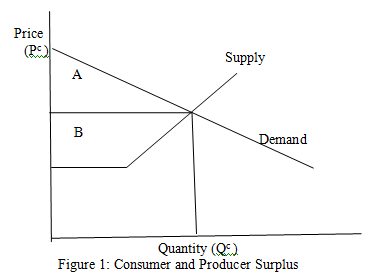 Price
(Pᶜ)
Supply
A
B
Demand
Quantity (Qᶜ)
Figure 1: Consumer and Producer Surplus